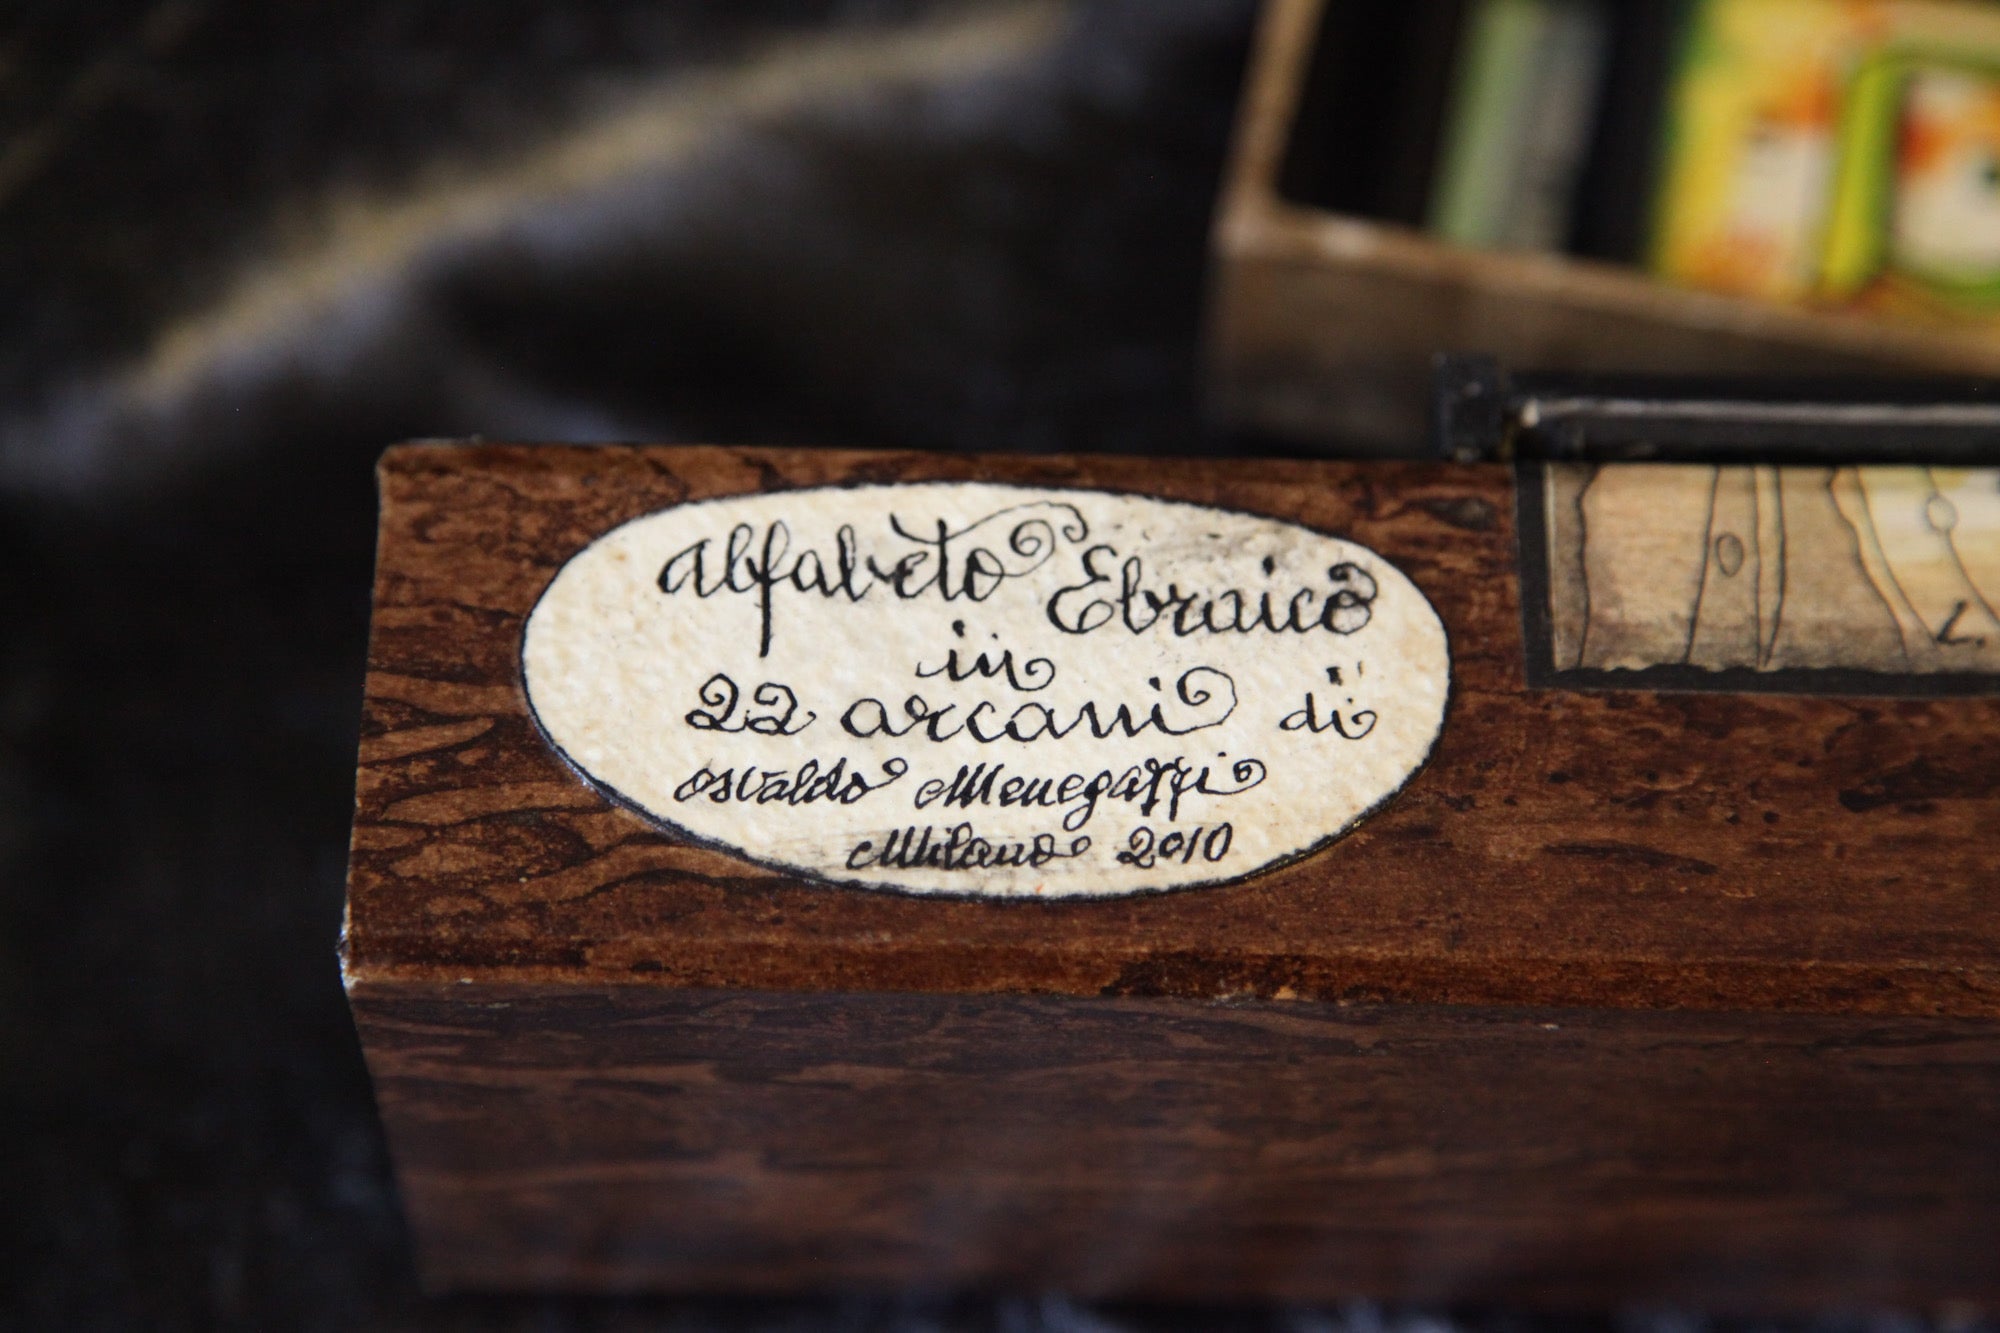 Alfabeto Ebraico
in
22 arcani di
Osvaldo Menegazzi
Milano 2010
L.